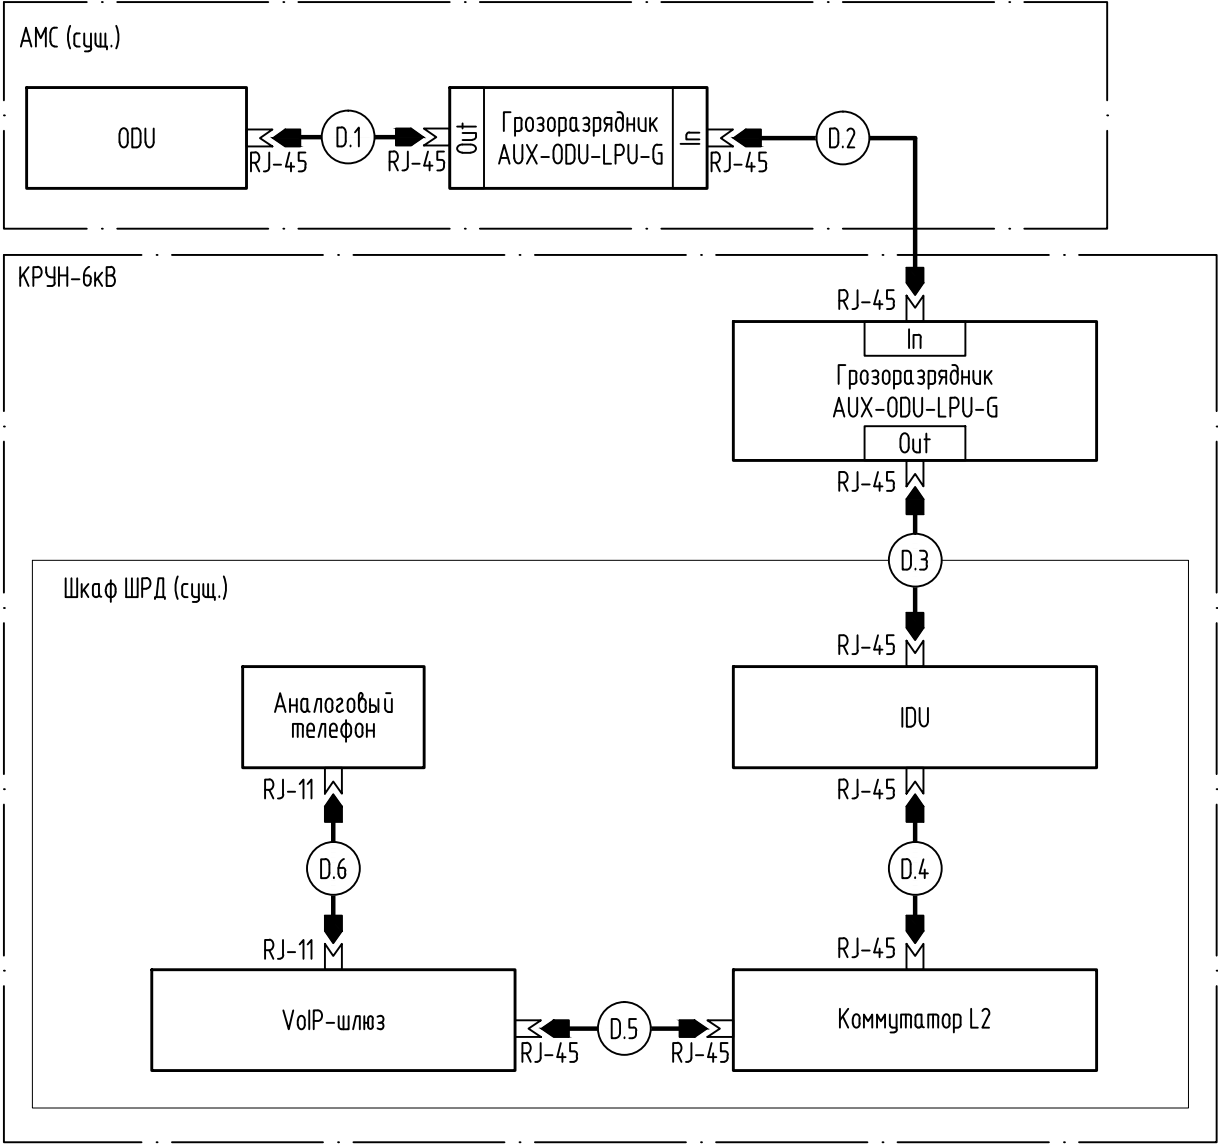 АМС (сущ.)
ODU
RJ-45
D.1
RJ-45
Out
Грозоразрядник
AUX-ODU-LPU-G
In
RJ-45
D.2
КРУН-6кВ
RJ-45
In
Грозоразрядник
AUX-ODU-LPU-G
Out
RJ-45
D.3
Шкаф ШРД (сущ.)
RJ-45
Аналоговый
телефон
IDU
RJ-11
RJ-45
D.6
D.4
RJ-11
RJ-45
VoIP-шлюз
RJ-45
D.5
RJ-45
Коммутатор L2